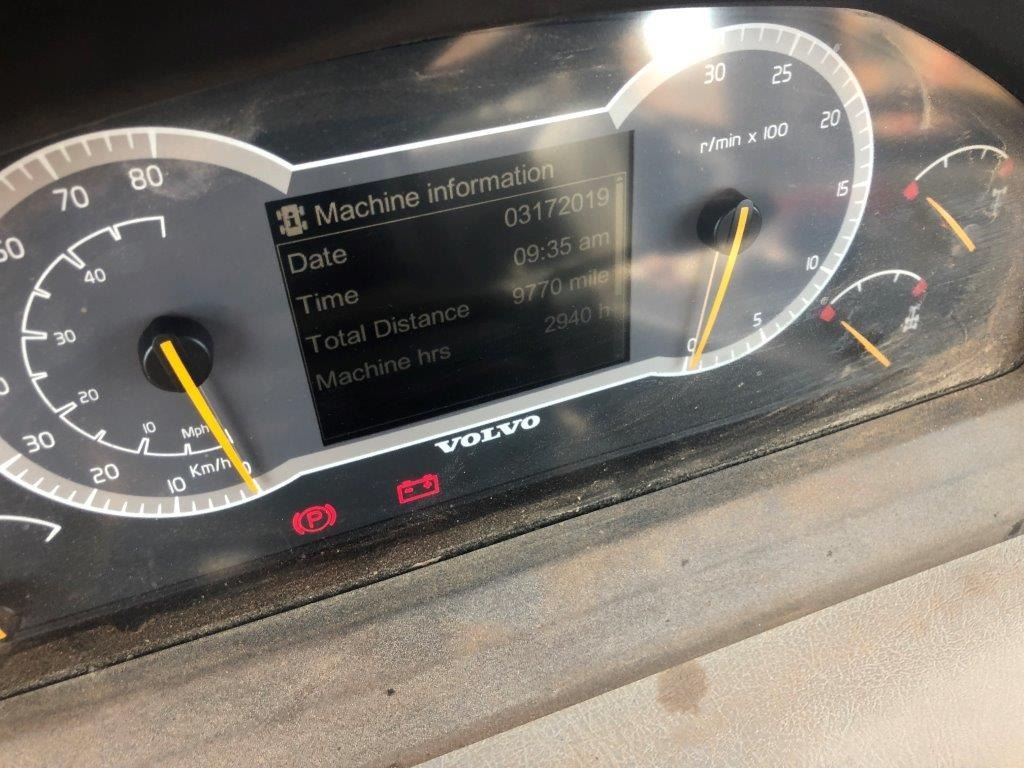 Machine information
Date 03172019
Time 09:35 am
Total Distance 9770 mile
Machine hrs 2940 h
VOLVO
80
70
60
30
20
10
Km/h
40
30
20
10
Mph
30
25
20
15
10
5
0
r/min x 100
P